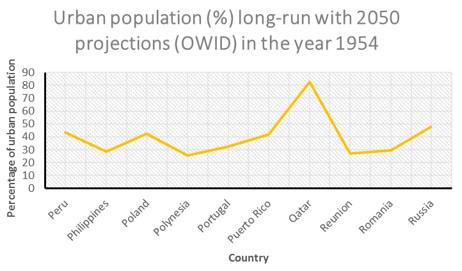 Urban population (%) long-run with 2050
projections (OWID) in the year 1954
Percentage of urban population
90
80
70
60
50
40
30
20
10
0
Peru
Philippines
Poland
Polynesia
Portugal
Puerto Rico
Qatar
Reunion
Romania
Russia
Country